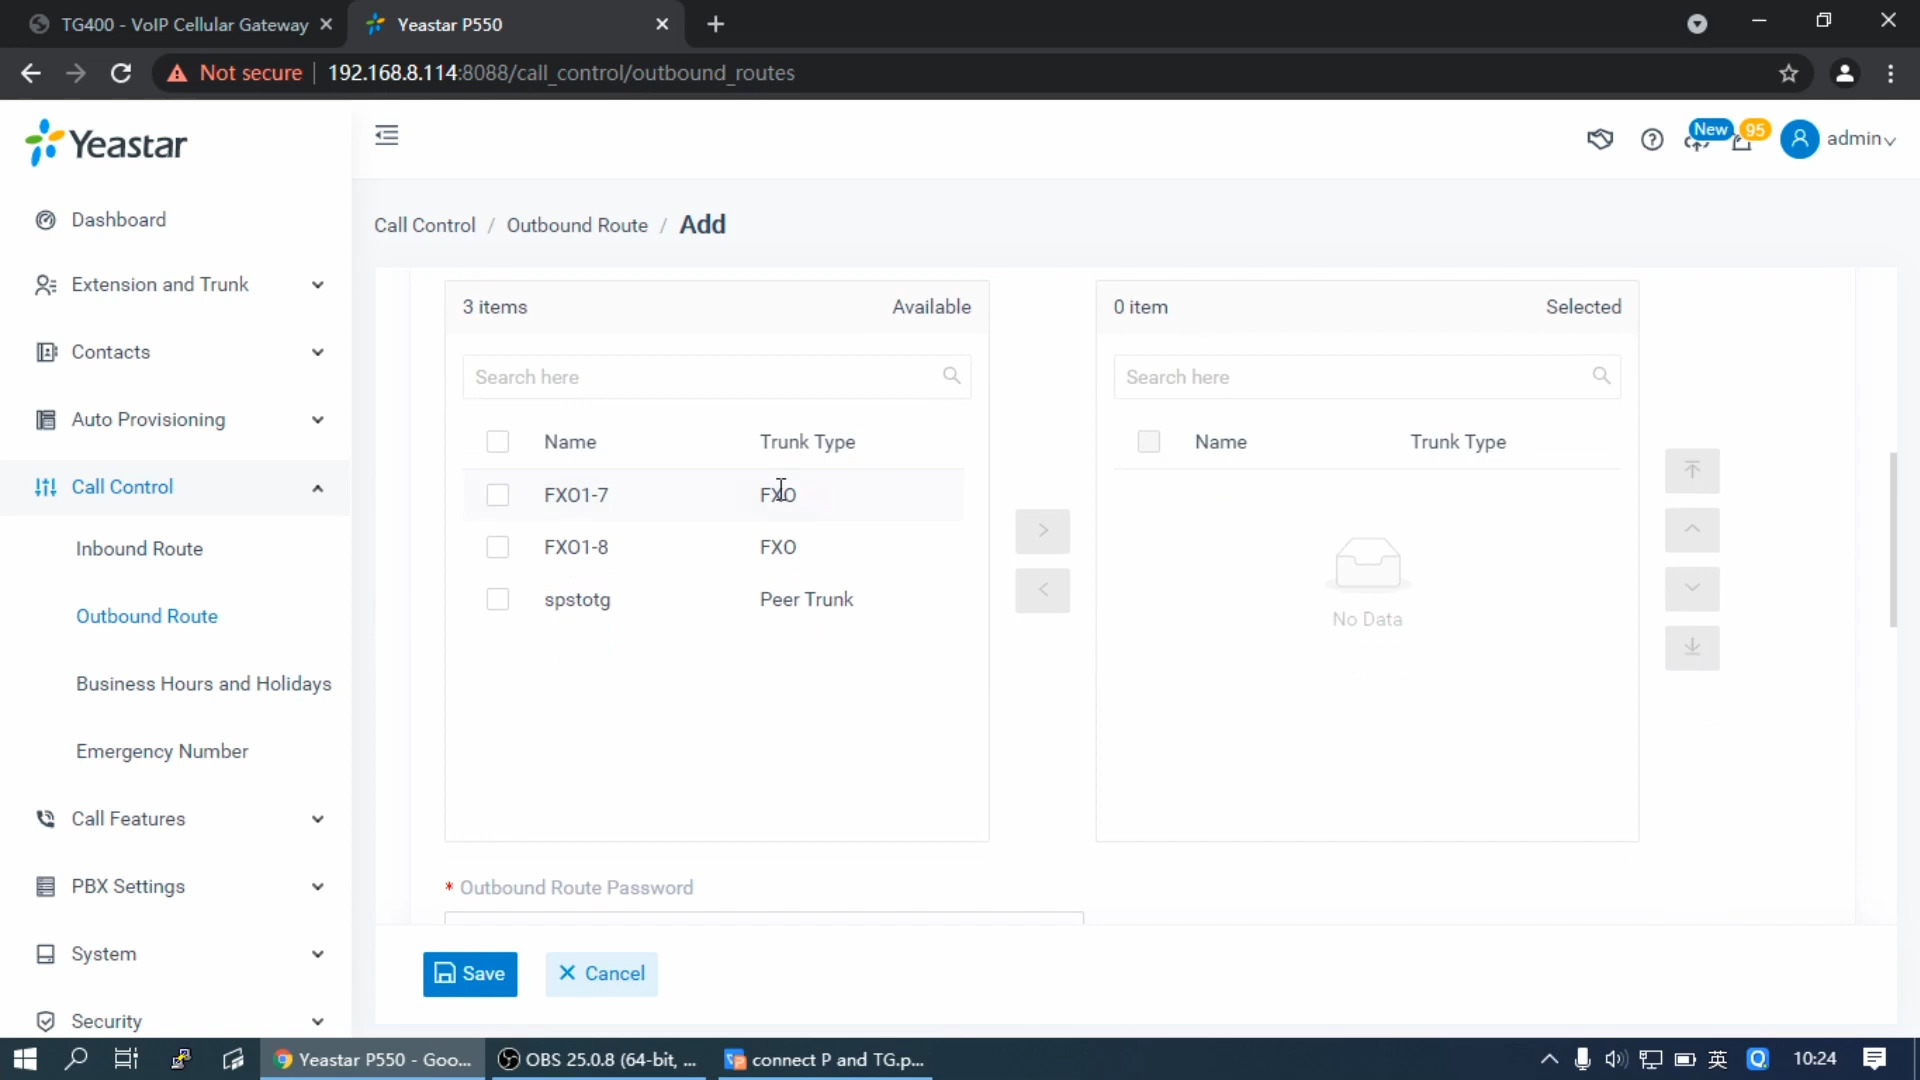 TG400 - VoIP Cellular Gateway
Yeastar P550
Not secure
192.168.8.114:8088/call_control/outbound_routes
Yeastar
New
95
admin
Dashboard
Extension and Trunk
Contacts
Auto Provisioning
Call Control
Inbound Route
Outbound Route
Business Hours and Holidays
Emergency Number
Call Features
PBX Settings
System
Security
Call Control / Outbound Route / Add
3 items
Available
Search here
Name
Trunk Type
FXO1-7
FXO
FXO1-8
FXO
spstotg
Peer Trunk
0 item
Selected
Search here
Name
Trunk Type
No Data
* Outbound Route Password
Save
Cancel
Yeastar P550 - Goo...
OBS 25.0.8 (64-bit, ...
connect P and TG.p...
英
10:24